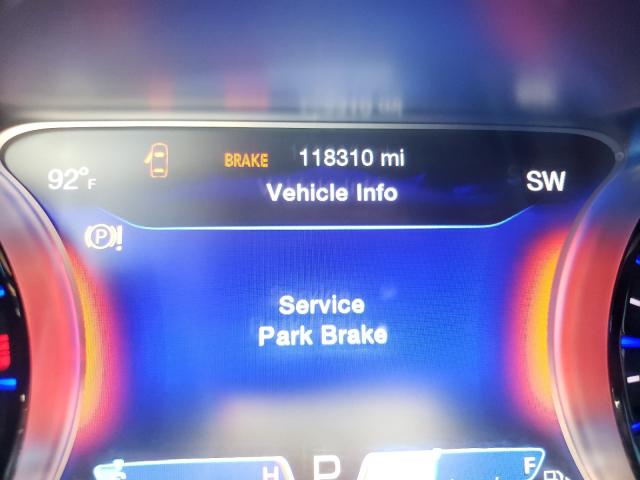 BRAKE 118310 mi
92°F Vehicle Info SW
(P)!
Service
Park Brake
H P F